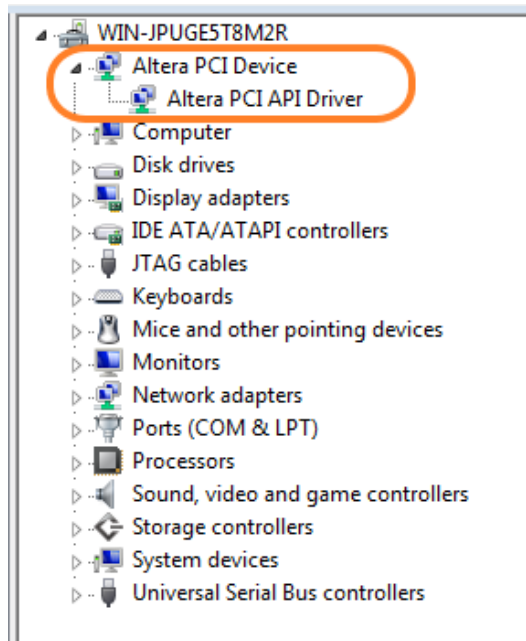 WIN-JPUGE5T8M2R
Altera PCI Device
Altera PCI API Driver
Computer
Disk drives
Display adapters
IDE ATA/ATAPI controllers
JTAG cables
Keyboards
Mice and other pointing devices
Monitors
Network adapters
Ports (COM & LPT)
Processors
Sound, video and game controllers
Storage controllers
System devices
Universal Serial Bus controllers